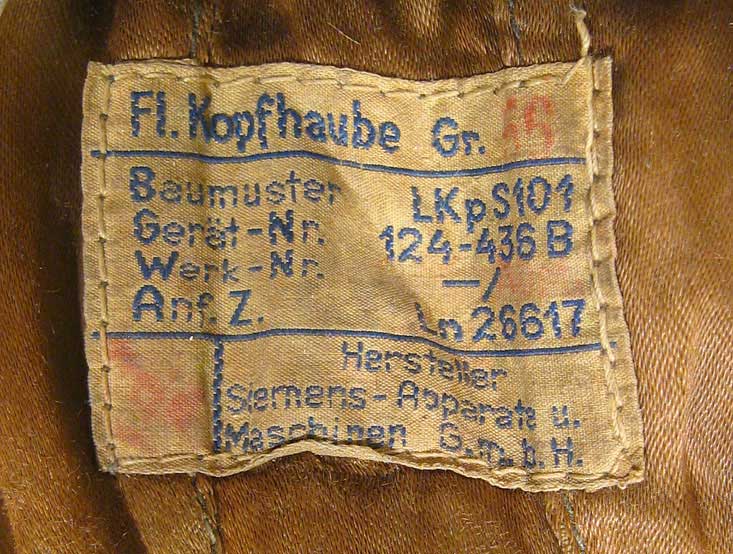 Fl. Kopfhaube Gr.
Baumuster LKpS101
Gerät-Nr. 124-436 B
Werk-Nr. —/
Anf. Z. Ln 26617
Hersteller
Siemens-Apparate u.
Maschinen G.m.b.H.